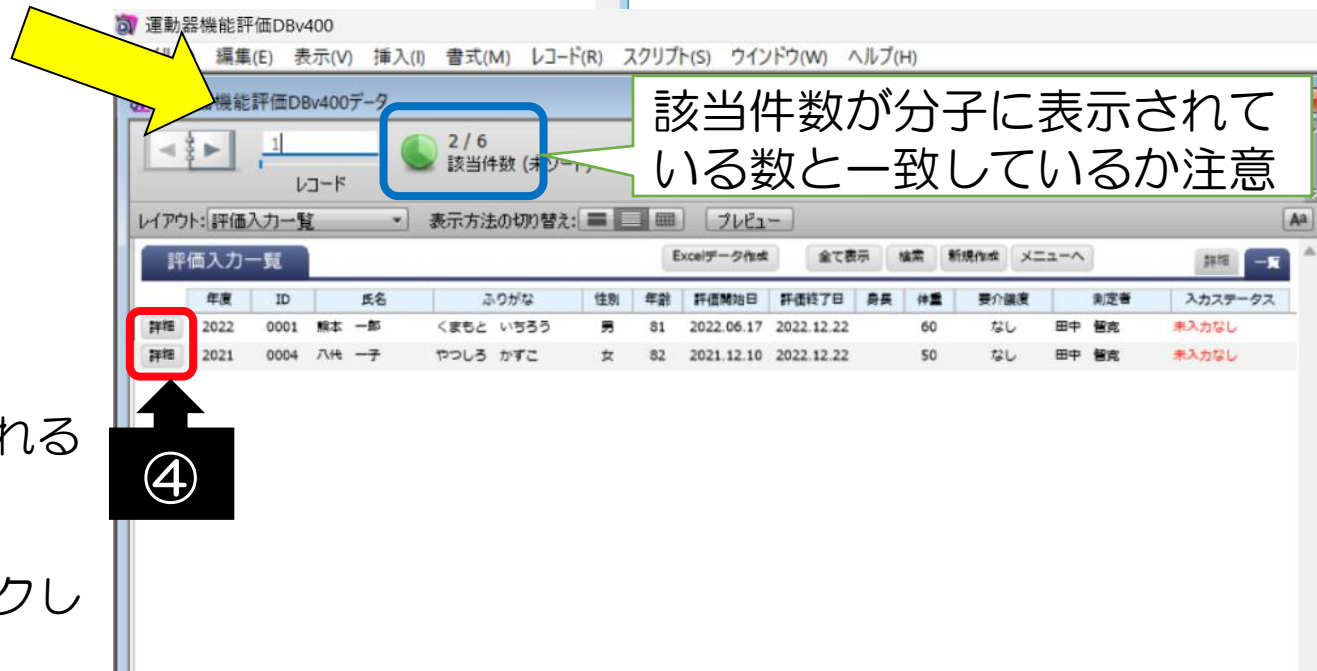 運動器機能評価DBv400
編集(E) 表示(V) 挿入(I) 書式(M) レコード(R) スクリプト(S) ウインドウ(W) ヘルプ(H)
機能評価DBv400データ
1
2 / 6
該当件数 (未ソート)
レコード
該当件数が分子に表示されて
いる数と一致しているか注意
レイアウト: 評価入力一覧 表示方法の切り替え: プレビュー Aa
評価入力一覧 Excelデータ作成 全て表示 検索 新規作成 メニューへ 詳細 一覧
年度 ID 氏名 ふりがな 性別 年齢 評価開始日 評価終了日 身長 体重 要介護度 測定者 入力ステータス
詳細 2022 0001 熊本 一郎 くまもと いちろう 男 81 2022.06.17 2022.12.22 60 なし 田中 智克 未入力なし
詳細 2021 0004 八代 一子 やつしろ かずこ 女 82 2021.12.10 2022.12.22 50 なし 田中 智克 未入力なし
れる
④
クし